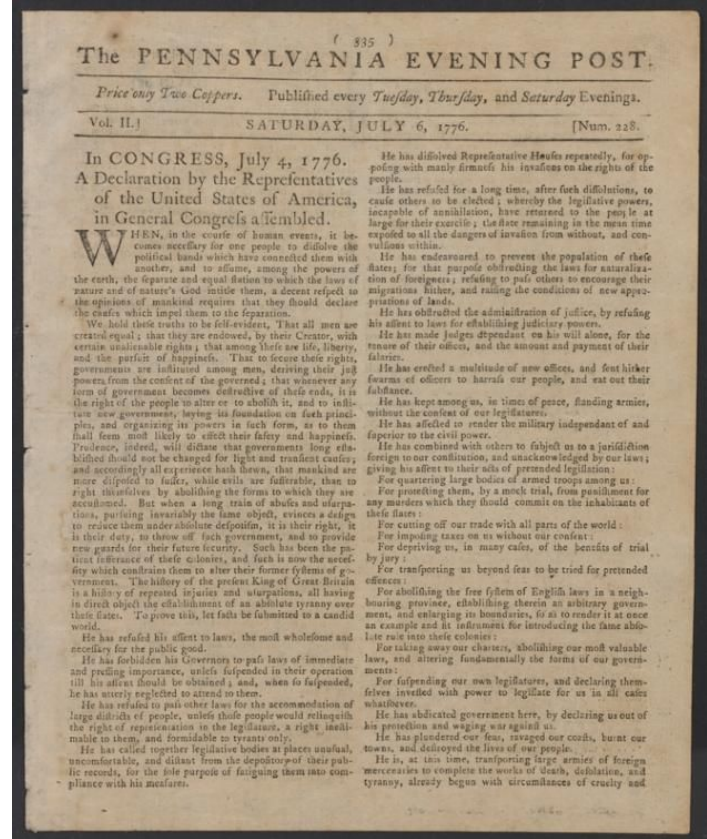 ( 335 )
The PENNSYLVANIA EVENING POST.
Price only Two Coppers. Publiſhed every Tueſday, Thurſday, and Saturday Evenings.
Vol. II.] SATURDAY, JULY 6, 1776. [Num. 228.
In CONGRESS, July 4, 1776.
A Declaration by the Repreſentatives
of the United States of America,
in General Congreſs aſſembled.
WHEN, in the courſe of human events, it be-
comes neceſſary for one people to diſſolve the
political bands which have connected them with
another, and to aſſume, among the powers of
the earth, the ſeparate and equal ſtation to which the laws of
nature and of nature's God intitle them, a decent reſpect to
the opinions of mankind requires that they ſhould declare
the cauſes which impel them to the ſeparation.
We hold theſe truths to be ſelf-evident, That all men are
created equal; that they are endowed, by their Creator, with
certain unalienable rights; that among theſe are life, liberty,
and the purſuit of happineſs. That to ſecure theſe rights,
governments are inſtituted among men, deriving their juſt
powers from the conſent of the governed; that whenever any
form of government becomes deſtructive of theſe ends, it is
the right of the people to alter or to aboliſh it, and to inſti-
tute new government, laying its foundation on ſuch princi-
ples, and organizing its powers in ſuch form, as to them
ſhall ſeem moſt likely to effect their ſafety and happineſs.
Prudence, indeed, will dictate that governments long eſta-
bliſhed ſhould not be changed for light and tranſient cauſes;
and accordingly all experience hath ſhewn, that mankind are
more diſpoſed to ſuffer, while evils are ſufferable, than to
right themſelves by aboliſhing the forms to which they are
accuſtomed. But when a long train of abuſes and uſurpa-
tions, purſuing invariably the ſame object, evinces a deſign
to reduce them under abſolute deſpotiſm, it is their right, it
is their duty, to throw off ſuch government, and to provide
new guards for their future ſecurity. Such has been the pa-
tient ſufferance of theſe colonies, and ſuch is now the neceſ-
ſity which conſtrains them to alter their former ſyſtems of go-
vernment. The hiſtory of the preſent King of Great Britain
is a hiſtory of repeated injuries and uſurpations, all having
in direct object the eſtabliſhment of an abſolute tyranny over
theſe ſtates. To prove this, let facts be ſubmitted to a candid
world.
He has refuſed his aſſent to laws, the moſt wholeſome and
neceſſary for the public good.
He has forbidden his Governors to paſs laws of immediate
and preſſing importance, unleſs ſuſpended in their operation
till his aſſent ſhould be obtained; and, when ſo ſuſpended,
he has utterly neglected to attend to them.
He has refuſed to paſs other laws for the accommodation of
large diſtricts of people, unleſs thoſe people would relinquiſh
the right of repreſentation in the legiſlature, a right ineſti-
mable to them, and formidable to tyrants only.
He has called together legiſlative bodies at places unuſual,
uncomfortable, and diſtant from the depoſitory of their pub-
lic records, for the ſole purpoſe of fatiguing them into com-
pliance with his meaſures.
He has diſſolved Repreſentative Houſes repeatedly, for op-
poſing with manly firmneſs his invaſions on the rights of the
people.
He has refuſed for a long time, after ſuch diſſolutions, to
cauſe others to be elected; whereby the legiſlative powers,
incapable of annihilation, have returned to the people at
large for their exerciſe; the ſtate remaining in the mean time
expoſed to all the dangers of invaſion from without, and con-
vulſions within.
He has endeavoured to prevent the population of theſe
ſtates; for that purpoſe obſtructing the laws for naturaliza-
tion of foreigners; refuſing to paſs others to encourage their
migrations hither, and raiſing the conditions of new appro-
priations of lands.
He has obſtructed the adminiſtration of juſtice, by refuſing
his aſſent to laws for eſtabliſhing judiciary powers.
He has made Judges dependant on his will alone, for the
tenure of their offices, and the amount and payment of their
ſalaries.
He has erected a multitude of new offices, and ſent hither
ſwarms of officers to harraſs our people, and eat out their
ſubſtance.
He has kept among us, in times of peace, ſtanding armies,
without the conſent of our legiſlatures.
He has affected to render the military independent of and
ſuperior to the civil power.
He has combined with others to ſubject us to a juriſdiction
foreign to our conſtitution, and unacknowledged by our laws;
giving his aſſent to their acts of pretended legiſlation:
For quartering large bodies of armed troops among us:
For protecting them, by a mock trial, from puniſhment for
any murders which they ſhould commit on the inhabitants of
theſe ſtates:
For cutting off our trade with all parts of the world:
For impoſing taxes on us without our conſent:
For depriving us, in many caſes, of the benefits of trial
by jury:
For tranſporting us beyond ſeas to be tried for pretended
offences:
For aboliſhing the free ſyſtem of Engliſh laws in a neigh-
bouring province, eſtabliſhing therein an arbitrary govern-
ment, and enlarging its boundaries, ſo as to render it at once
an example and fit inſtrument for introducing the ſame abſo-
lute rule into theſe colonies:
For taking away our charters, aboliſhing our moſt valuable
laws, and altering fundamentally the forms of our govern-
ments:
For ſuſpending our own legiſlatures, and declaring them-
ſelves inveſted with power to legiſlate for us in all caſes
whatſoever.
He has abdicated government here, by declaring us out of
his protection and waging war againſt us.
He has plundered our ſeas, ravaged our coaſts, burnt our
towns, and deſtroyed the lives of our people.
He is, at this time, tranſporting large armies of foreign
mercenaries to complete the works of death, deſolation, and
tyranny, already begun with circumſtances of cruelty and